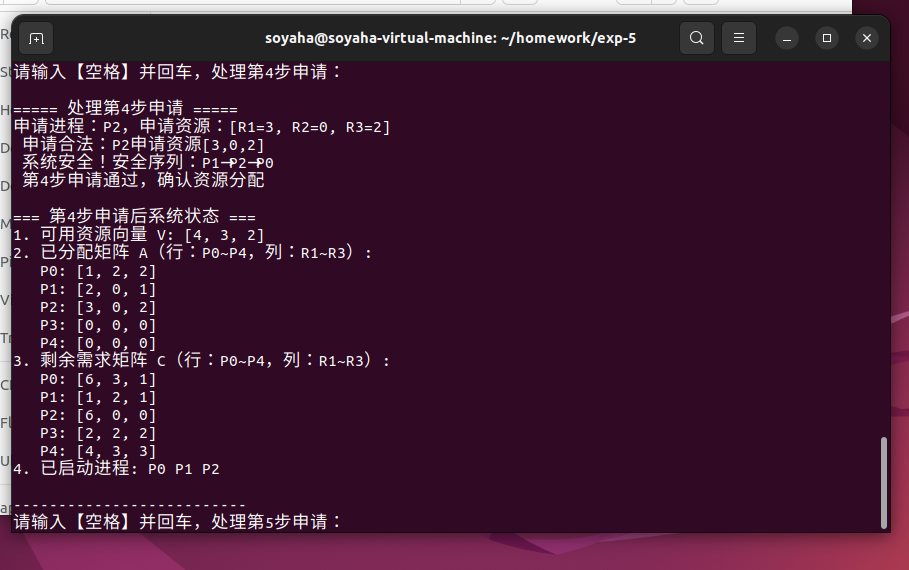 soyaha@soyaha-virtual-machine: ~/homework/exp-5
请输入【空格】并回车，处理第4步申请：
===== 处理第4步申请 =====
申请进程：P2，申请资源：[R1=3, R2=0, R3=2]
申请合法：P2申请资源[3,0,2]
系统安全！安全序列：P1→P2→P0
第4步申请通过，确认资源分配
=== 第4步申请后系统状态 ===
1. 可用资源向量 V: [4, 3, 2]
2. 已分配矩阵 A（行：P0~P4，列：R1~R3）:
P0: [1, 2, 2]
P1: [2, 0, 1]
P2: [3, 0, 2]
P3: [0, 0, 0]
P4: [0, 0, 0]
3. 剩余需求矩阵 C（行：P0~P4，列：R1~R3）:
P0: [6, 3, 1]
P1: [1, 2, 1]
P2: [6, 0, 0]
P3: [2, 2, 2]
P4: [4, 3, 3]
4. 已启动进程: P0 P1 P2
--------------------------
请输入【空格】并回车，处理第5步申请：